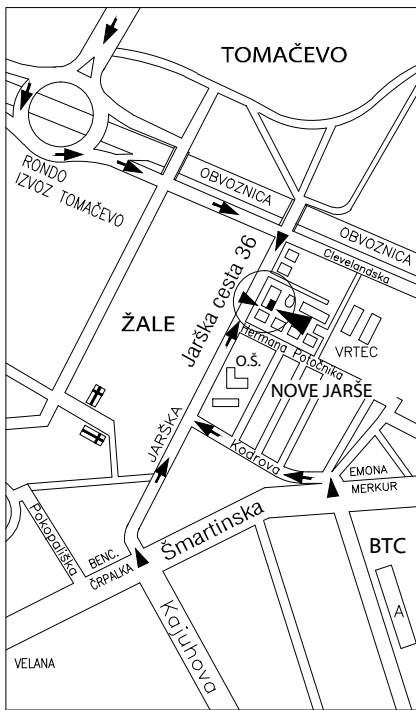 TOMAČEVO
RONDO
IZVOZ TOMAČEVO
OBVOZNICA
OBVOZNICA
Clevelandska
Jarška cesta 36
ŽALE
Hermana Potočnika
VRTEC
O.Š.
NOVE JARŠE
JARŠKA
Kodrova
EMONA
MERKUR
Pokopališka
Šmartinska
BENC.
ČRPALKA
BTC
A
Kajuhova
VELANA